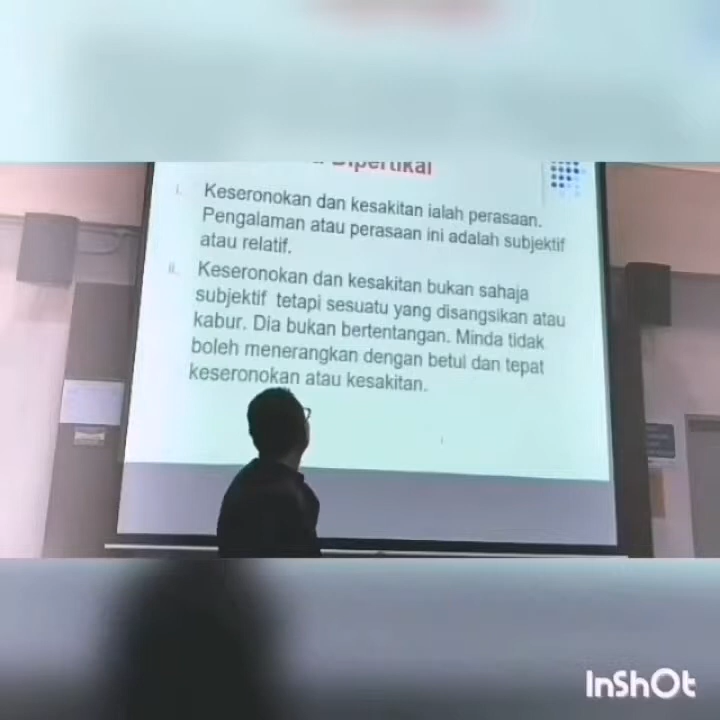 Dipertikai
i. Keseronokan dan kesakitan ialah perasaan.
Pengalaman atau perasaan ini adalah subjektif
atau relatif.
ii. Keseronokan dan kesakitan bukan sahaja
subjektif tetapi sesuatu yang disangsikan atau
kabur. Dia bukan bertentangan. Minda tidak
boleh menerangkan dengan betul dan tepat
keseronokan atau kesakitan.
InShOt